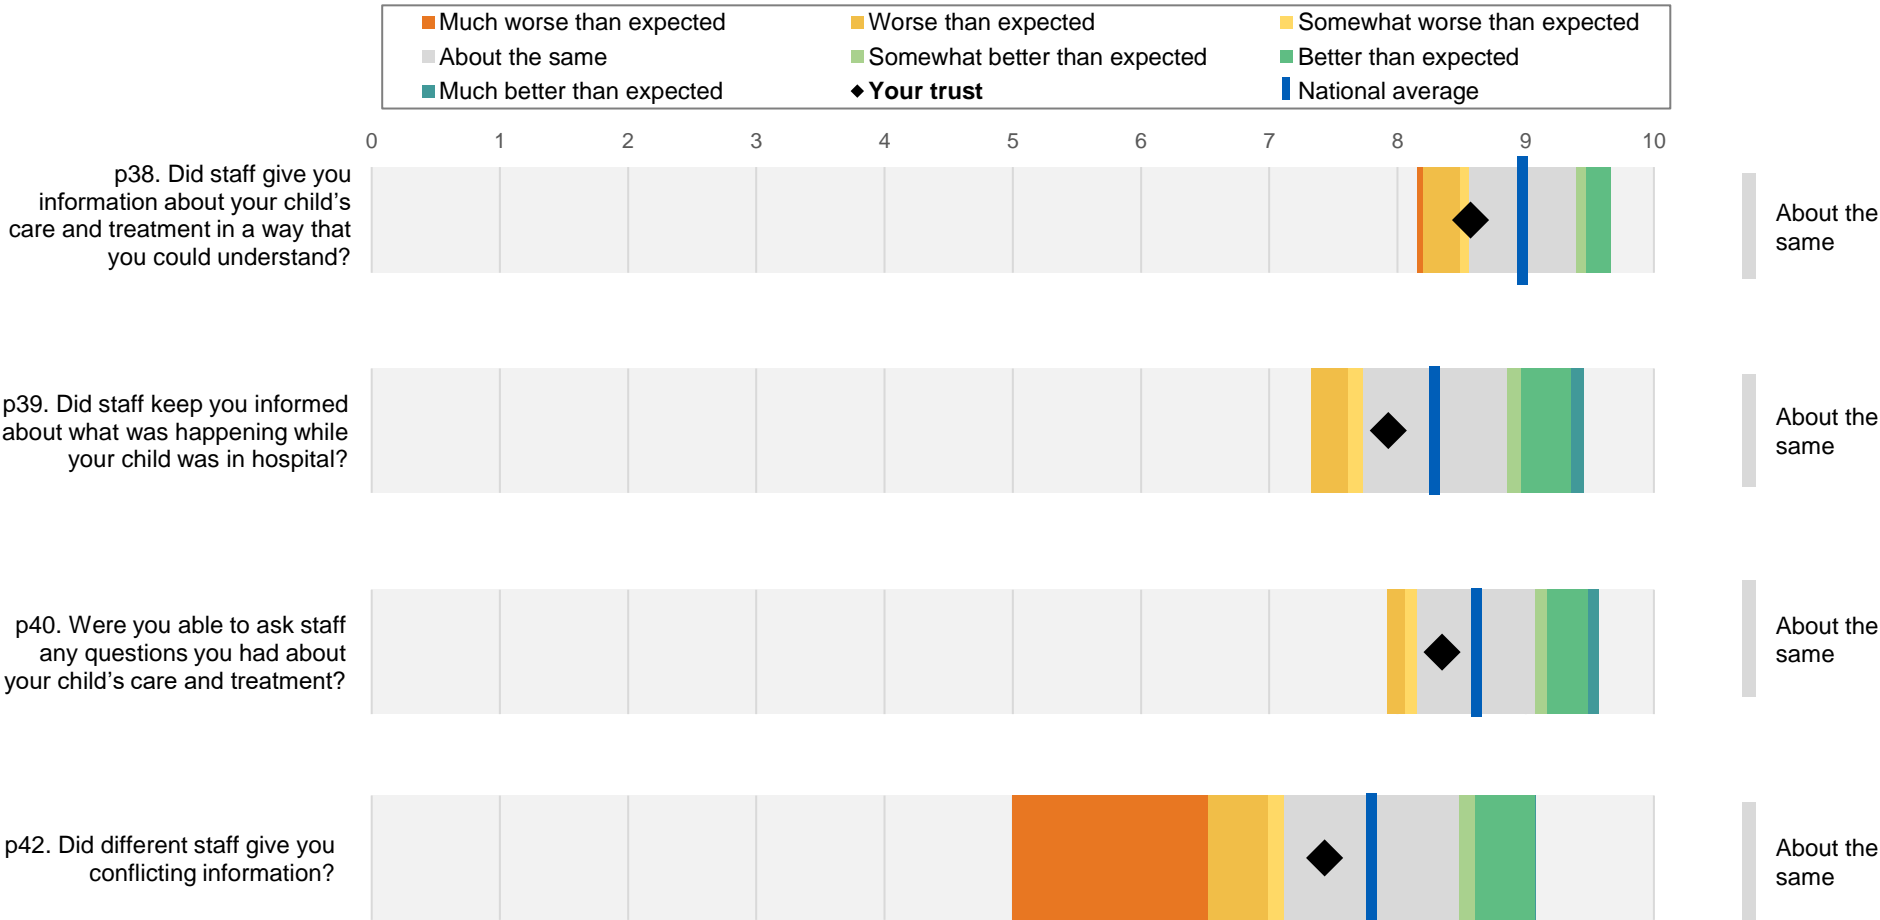 Much worse than expected
Worse than expected
Somewhat worse than expected
About the same
Somewhat better than expected
Better than expected
Much better than expected
Your trust
National average
0 1 2 3 4 5 6 7 8 9 10
p38. Did staff give you
information about your child’s
care and treatment in a way that
you could understand?
About the
same
p39. Did staff keep you informed
about what was happening while
your child was in hospital?
About the
same
p40. Were you able to ask staff
any questions you had about
your child’s care and treatment?
About the
same
p42. Did different staff give you
conflicting information?
About the
same